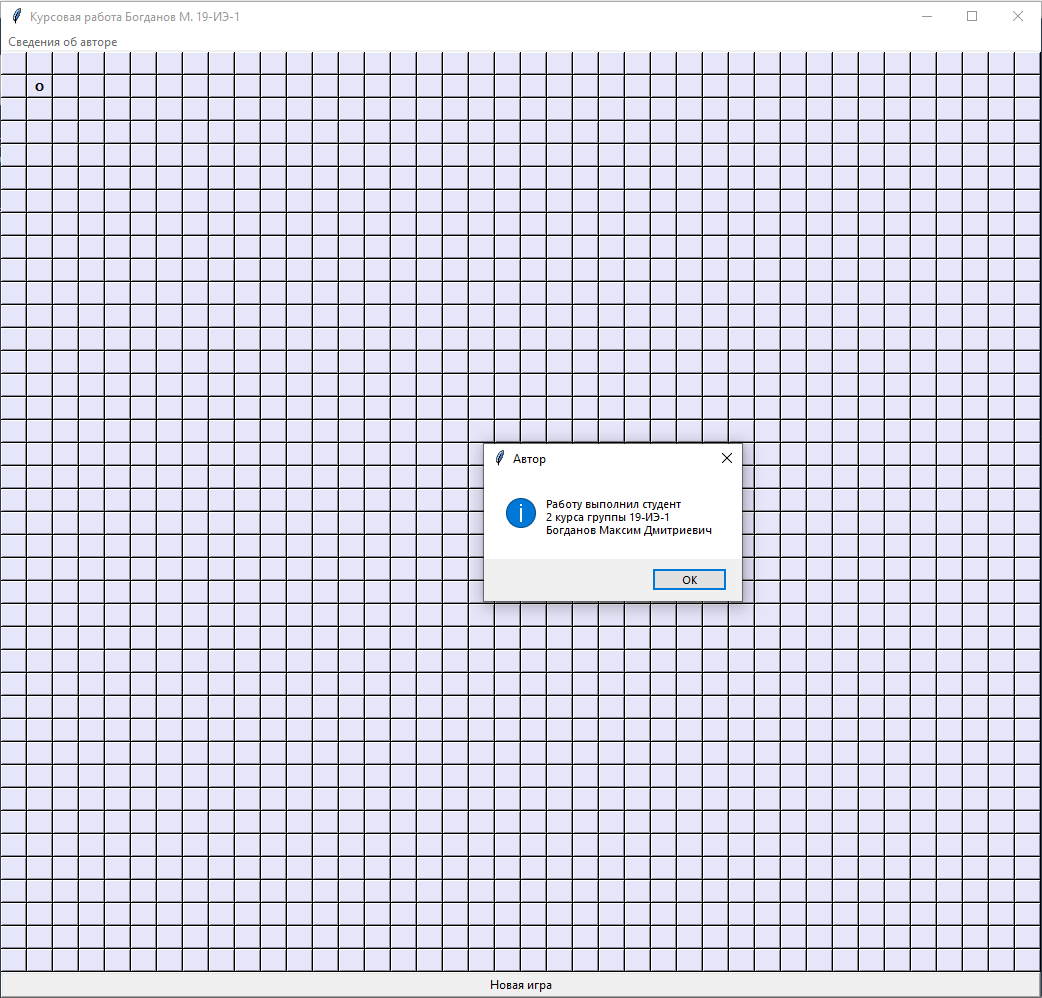 Курсовая работа Богданов М. 19-ИЭ-1
Сведения об авторе
O
Автор
Работу выполнил студент
2 курса группы 19-ИЭ-1
Богданов Максим Дмитриевич
ОК
Новая игра